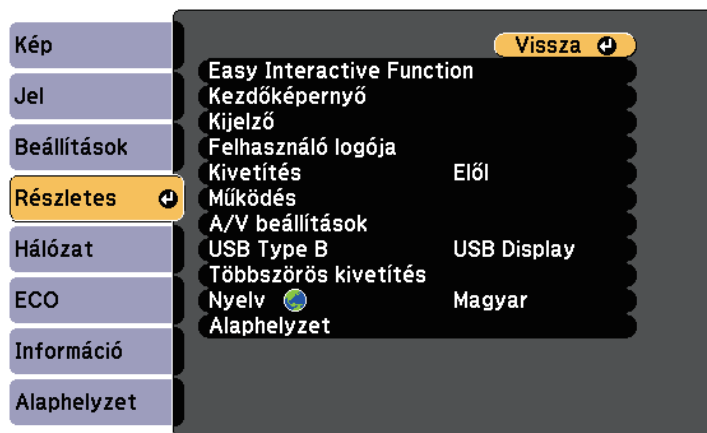 Kép
Jel
Beállítások
Részletes
Hálózat
ECO
Információ
Alaphelyzet
Vissza
Easy Interactive Function
Kezdőképernyő
Kijelző
Felhasználó logója
Kivetítés Elől
Működés
A/V beállítások
USB Type B USB Display
Többszörös kivetítés
Nyelv Magyar
Alaphelyzet